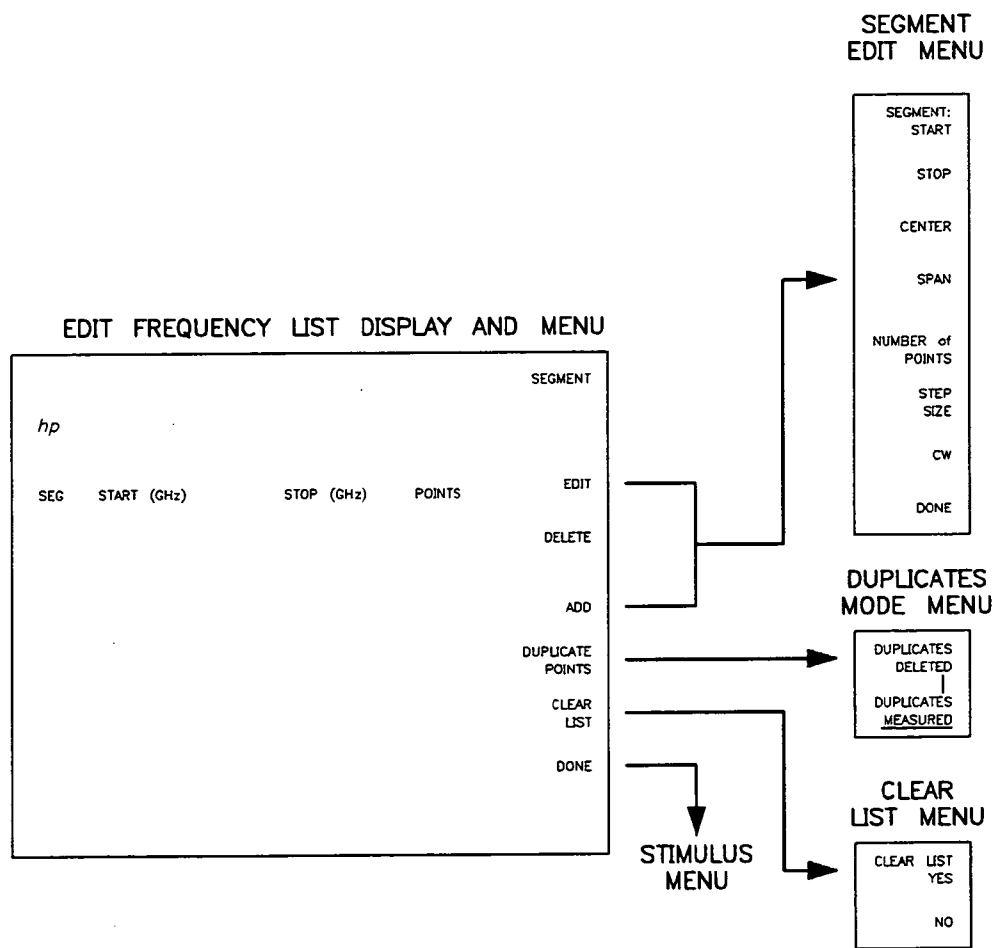 SEGMENT
EDIT MENU
SEGMENT:
START
STOP
CENTER
SPAN
NUMBER of
POINTS
STEP
SIZE
CW
DONE
EDIT FREQUENCY LIST DISPLAY AND MENU
SEGMENT
hp
SEG START (GHz) STOP (GHz) POINTS
EDIT
DELETE
ADD
DUPLICATE
POINTS
CLEAR
LIST
DONE
STIMULUS
MENU
DUPLICATES
MODE MENU
DUPLICATES
DELETED
DUPLICATES
MEASURED
CLEAR
LIST MENU
CLEAR LIST
YES
NO